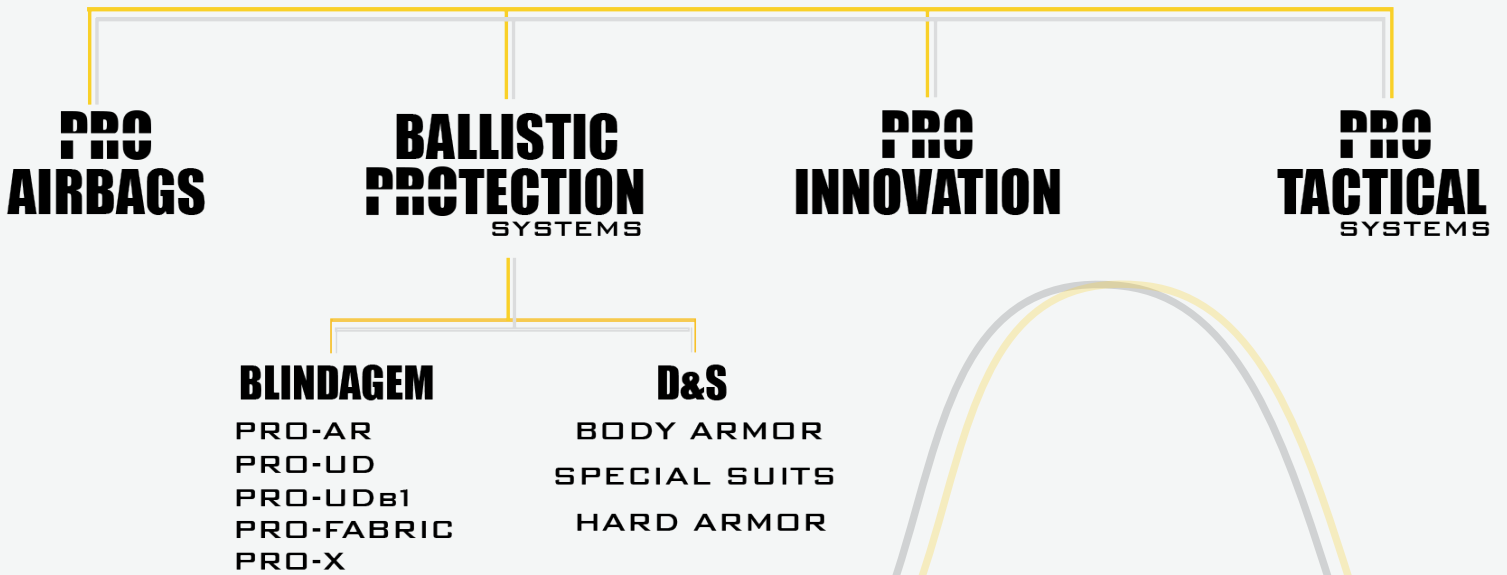 PRO
AIRBAGS
BALLISTIC
PROTECTION
SYSTEMS
PRO
INNOVATION
PRO
TACTICAL
SYSTEMS
BLINDAGEM
PRO-AR
PRO-UD
PRO-UDB1
PRO-FABRIC
PRO-X
D&S
BODY ARMOR
SPECIAL SUITS
HARD ARMOR